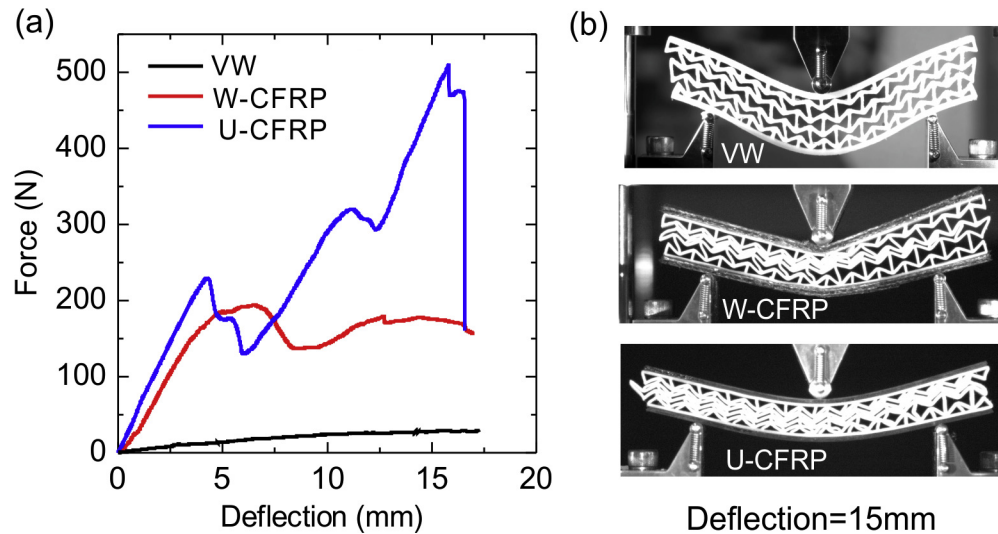 (a)
500
400
300
200
100
0
Force (N)
VW
W-CFRP
U-CFRP
0 5 10 15 20
Deflection (mm)
(b)
VW
W-CFRP
U-CFRP
Deflection=15mm